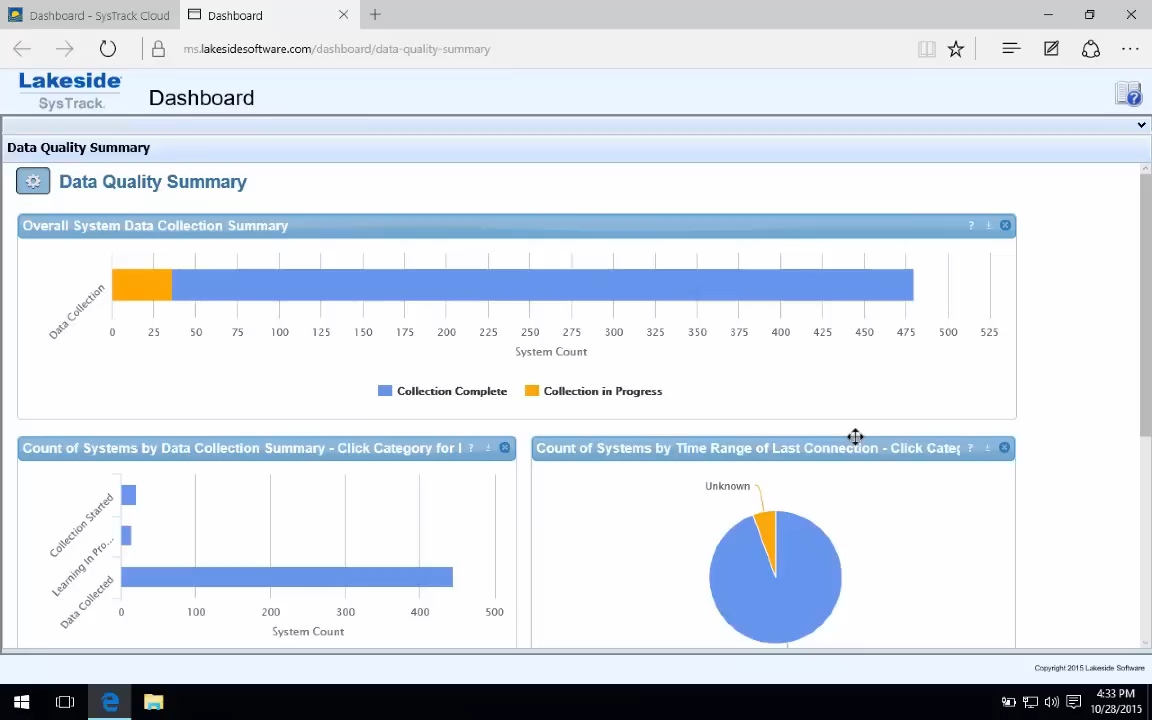 Dashboard - SysTrack Cloud
Dashboard
ms.lakesidesoftware.com/dashboard/data-quality-summary
Lakeside
SysTrack
Dashboard
Data Quality Summary
Data Quality Summary
Overall System Data Collection Summary
?
Data Collection
0 25 50 75 100 125 150 175 200 225 250 275 300 325 350 375 400 425 450 475 500 525
System Count
Collection Complete Collection in Progress
Count of Systems by Data Collection Summary - Click Category for I ?
Collection Started
Learning In Pro...
Data Collected
0 100 200 300 400 500
System Count
Count of Systems by Time Range of Last Connection - Click Categ ?
Unknown
Copyright 2015 Lakeside Software
4:33 PM
10/28/2015